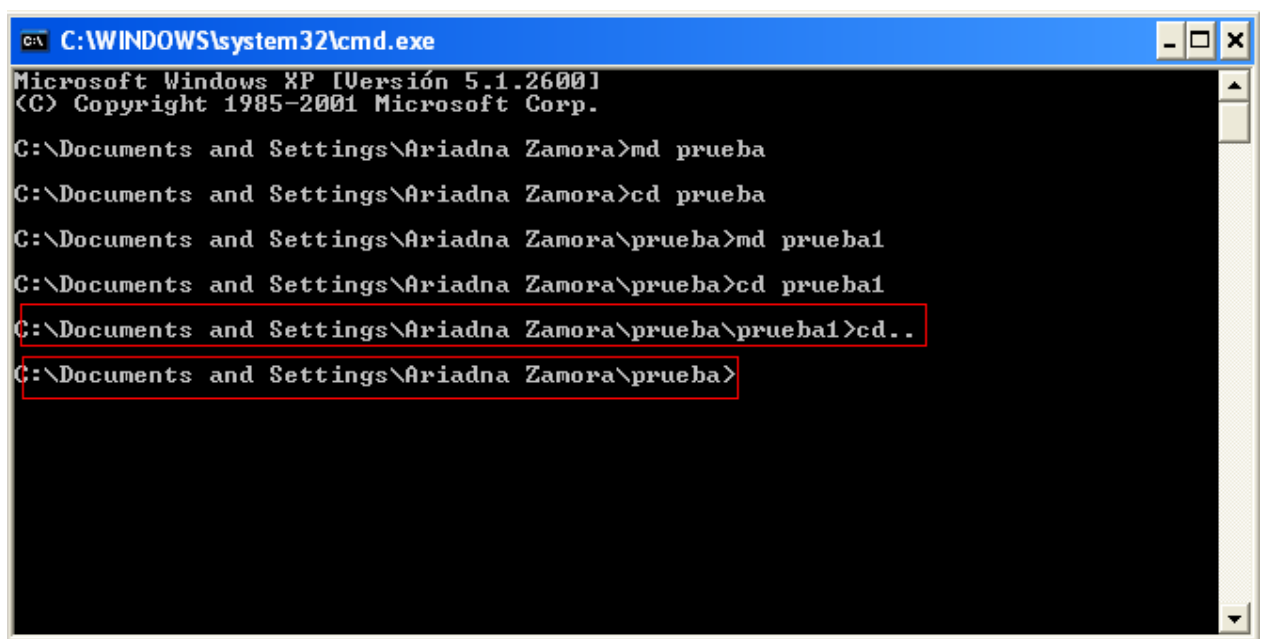 C:\WINDOWS\system32\cmd.exe
Microsoft Windows XP [Versión 5.1.2600]
(C) Copyright 1985-2001 Microsoft Corp.
C:\Documents and Settings\Ariadna Zamora>md prueba
C:\Documents and Settings\Ariadna Zamora>cd prueba
C:\Documents and Settings\Ariadna Zamora\prueba>md prueba1
C:\Documents and Settings\Ariadna Zamora\prueba>cd prueba1
C:\Documents and Settings\Ariadna Zamora\prueba\prueba1>cd..
C:\Documents and Settings\Ariadna Zamora\prueba>